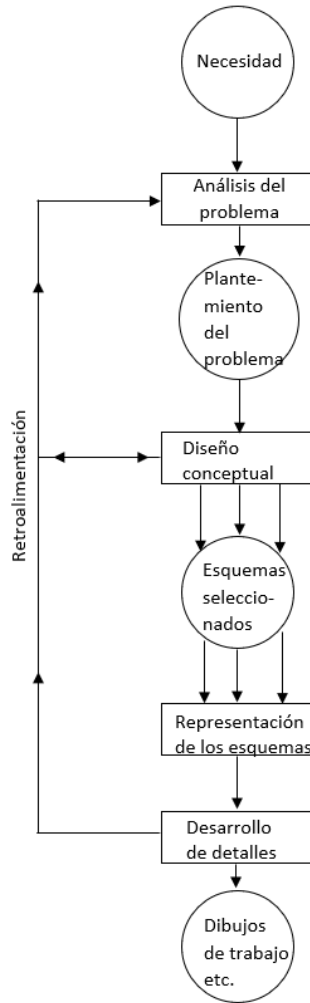 Necesidad
Análisis del
problema
Plante-
miento
del
problema
Retroalimentación
Diseño
conceptual
Esquemas
seleccio-
nados
Representación
de los esquemas
Desarrollo
de detalles
Dibujos
de trabajo
etc.